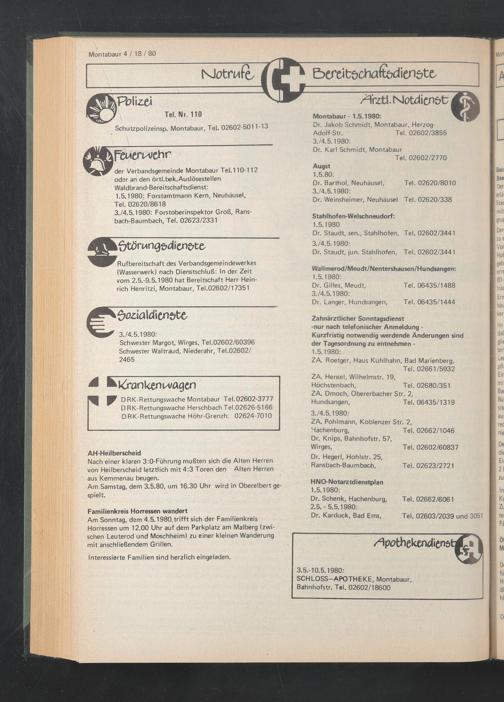 Montabaur 4 / 18 / 80
Notrufe Bereitschaftsdienste
Polizei
Tel. Nr. 110
Schutzpolizeiinsp. Montabaur, Tel. 02602-5011-13
Feuerwehr
der Verbandsgemeinde Montabaur Tel.110-112
oder an den örtl.bek.Auslösestellen
Waldbrand-Bereitschaftsdienst:
1.5.1980: Forstamtmann Kern, Neuhäusel,
Tel. 02620/8618
3./4.5.1980: Forstoberinspektor Groß, Rans-
bach-Baumbach, Tel. 02623/2331
Störungsdienste
Rufbereitschaft des Verbandsgemeindewerkes
(Wasserwerk) nach Dienstschluß: In der Zeit
vom 2.5.-9.5.1980 hat Bereitschaft Herr Hein-
rich Henritzi, Montabaur, Tel.02602/17351
Sozialdienste
3./4.5.1980:
Schwester Margot, Wirges, Tel.02602/60396
Schwester Waltraud, Niederahr, Tel.02602/
2465
Krankenwagen
DRK-Rettungswache Montabaur Tel.02602-3777
DRK-Rettungswache Herschbach Tel.02626-5166
DRK-Rettungswache Höhr-Grenzh. 02624-7010
AH-Heilberscheid
Nach einer klaren 3:0-Führung mußten sich die Alten Herren
von Heilberscheid letztlich mit 4:3 Toren den Alten Herren
aus Kemmenau beugen.
Am Samstag, dem 3.5.80, um 16.30 Uhr wird in Oberelbert ge-
spielt.
Familienkreis Horressen wandert
Am Sonntag, dem 4.5.1980, trifft sich der Familienkreis
Horressen um 12.00 Uhr auf dem Parkplatz am Malberg (zwi-
schen Leuterod und Moschheim) zu einer kleinen Wanderung
mit anschließendem Grillen.
Interessierte Familien sind herzlich eingeladen.
Ärztl. Notdienst
Montabaur - 1.5.1980:
Dr. Jakob Schmidt, Montabaur, Herzog-
Adolf-Str. Tel. 02602/3855
3./4.5.1980:
Dr. Karl Schmidt, Montabaur
Tel. 02602/2770
Augst
1.5.80:
Dr. Barthol, Neuhäusel, Tel. 02620/8010
3./4.5.1980:
Dr. Weinsheimer, Neuhäusel Tel. 02620/338
Stahlhofen-Welschneudorf:
1.5.1980
Dr. Staudt, sen., Stahlhofen, Tel. 02602/3441
3./4.5.1980:
Dr. Staudt, jun. Stahlhofen, Tel. 02602/3441
Wallmerod/Meudt/Nentershausen/Hundsangen:
1.5.1980:
Dr. Gilles, Meudt, Tel. 06435/1488
3./4.5.1980:
Dr. Langer, Hundsangen, Tel. 06435/1444
Zahnärztlicher Sonntagsdienst
-nur nach telefonischer Anmeldung -
Kurzfristig notwendig werdende Änderungen sind
der Tagesordnung zu entnehmen -
1.5.1980:
ZA. Roetger, Haus Kühlhahn, Bad Marienberg,
Tel. 02661/5932
ZA. Hensel, Wilhelmstr. 19,
Höchstenbach, Tel. 02680/351
ZA. Dmoch, Obererbacher Str. 2,
Hundsangen, Tel. 06435/1319
3./4.5.1980:
ZA. Pohlmann, Koblenzer Str. 2,
Hachenburg, Tel. 02662/1046
Dr. Knips, Bahnhofstr. 57,
Wirges, Tel. 02602/60837
Dr. Hegerl, Hohlstr. 25,
Ransbach-Baumbach, Tel. 02623/2721
HNO-Notarztdienstplan
1.5.1980:
Dr. Schenk, Hachenburg, Tel. 02662/6061
2.5. - 5.5.1980:
Dr. Karduck, Bad Ems, Tel. 02603/2039 und 3051
Apothekendienst
3.5.-10.5.1980:
SCHLOSS-APOTHEKE, Montabaur,
Bahnhofstr. Tel. 02602/18600